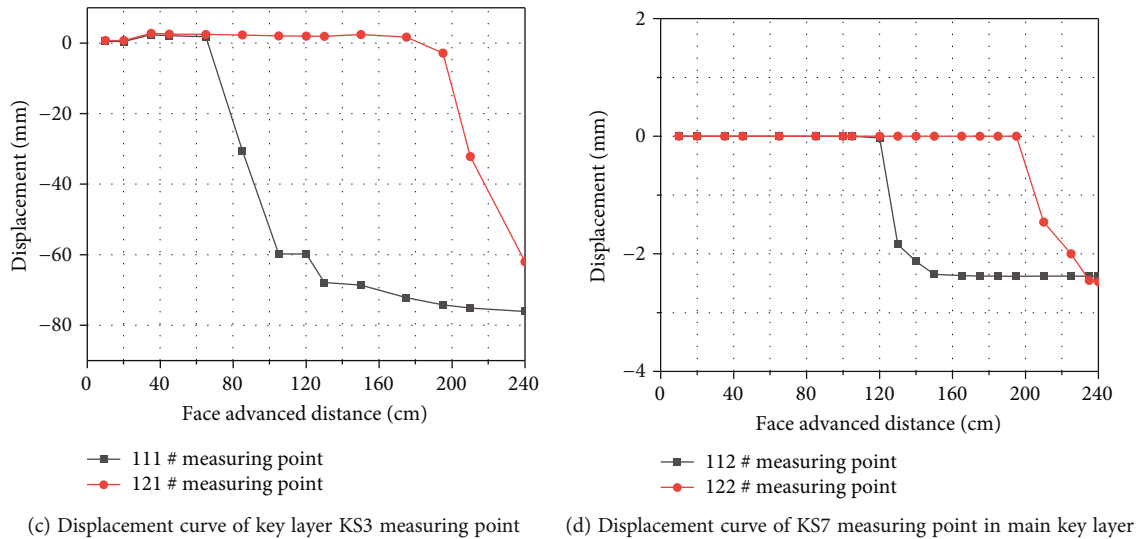 0
−20
−40
−60
−80
Displacement (mm)
0 40 80 120 160 200 240
Face advanced distance (cm)
111 # measuring point
121 # measuring point
(c) Displacement curve of key layer KS3 measuring point
2
0
−2
−4
Displacement (mm)
0 40 80 120 160 200 240
Face advanced distance (cm)
112 # measuring point
122 # measuring point
(d) Displacement curve of KS7 measuring point in main key layer